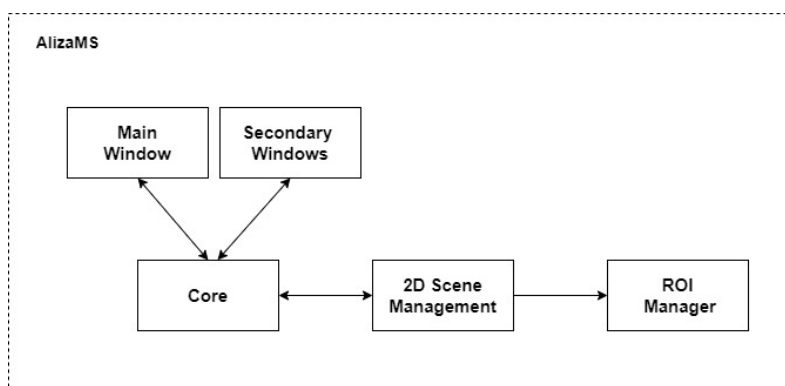 AlizaMS
Main
Window
Secondary
Windows
Core
2D Scene
Management
ROI
Manager